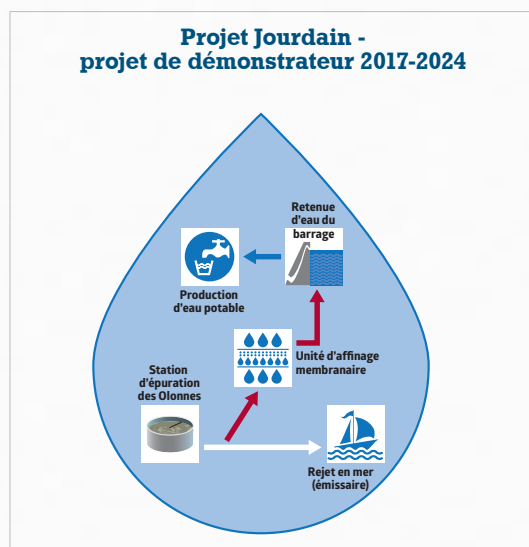 Projet Jourdain -
projet de démonstrateur 2017-2024
Retenue
d'eau du
barrage
Production
d'eau potable
Unité d'affinage
membranaire
Station
d'épuration
des Olonnes
Rejet en mer
(émissaire)